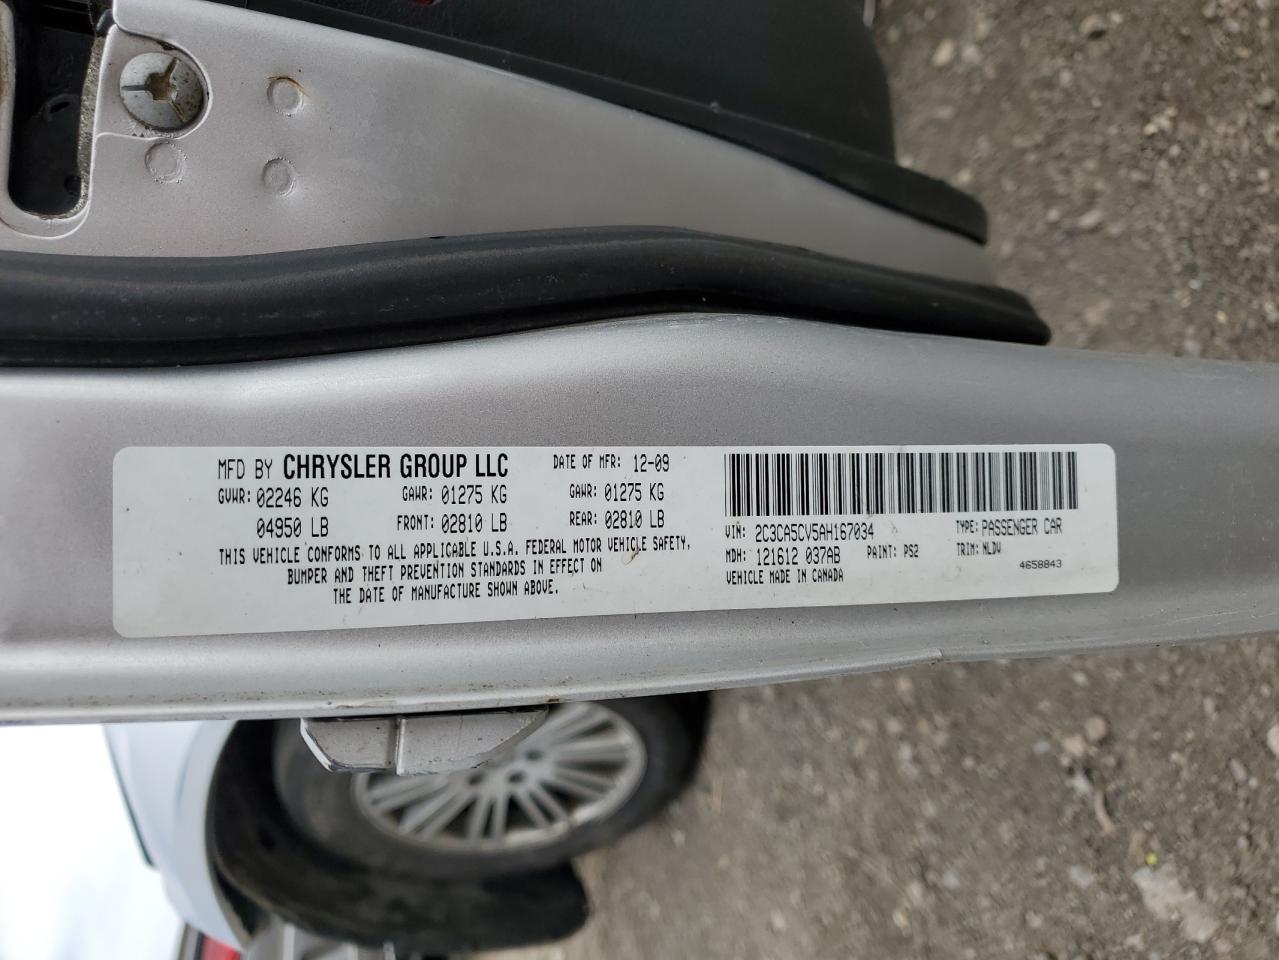 MFD BY CHRYSLER GROUP LLC DATE OF MFR: 12-09
GVWR: 02246 KG GAWR: 01275 KG GAWR: 01275 KG
04950 LB FRONT: 02810 LB REAR: 02810 LB
THIS VEHICLE CONFORMS TO ALL APPLICABLE U.S.A. FEDERAL MOTOR VEHICLE SAFETY,
BUMPER AND THEFT PREVENTION STANDARDS IN EFFECT ON
THE DATE OF MANUFACTURE SHOWN ABOVE.
VIN: 2C3CA5CV5AH167034 TYPE: PASSENGER CAR
MDH: 121612 037AB PAINT: PS2 TRIM: NLDV
VEHICLE MADE IN CANADA 4658843